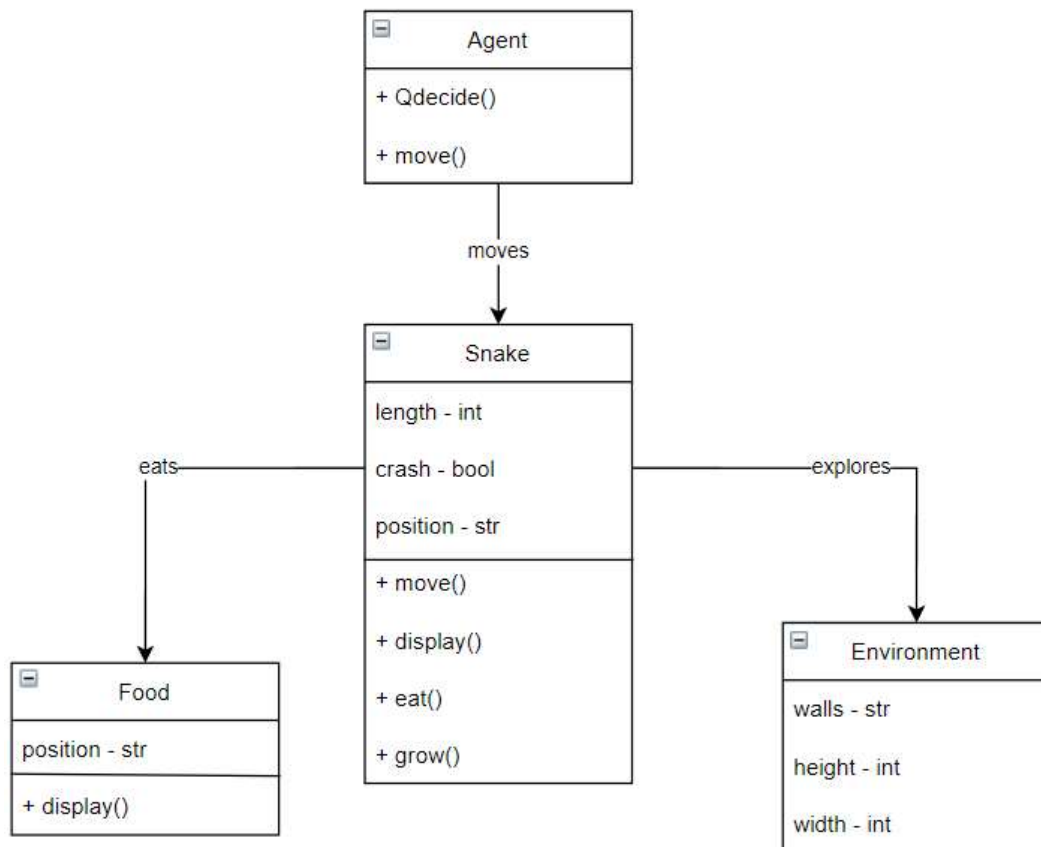 Agent
+ Qdecide()
+ move()
moves
Snake
length - int
crash - bool
position - str
+ move()
+ display()
+ eat()
+ grow()
eats
explores
Food
position - str
+ display()
Environment
walls - str
height - int
width - int